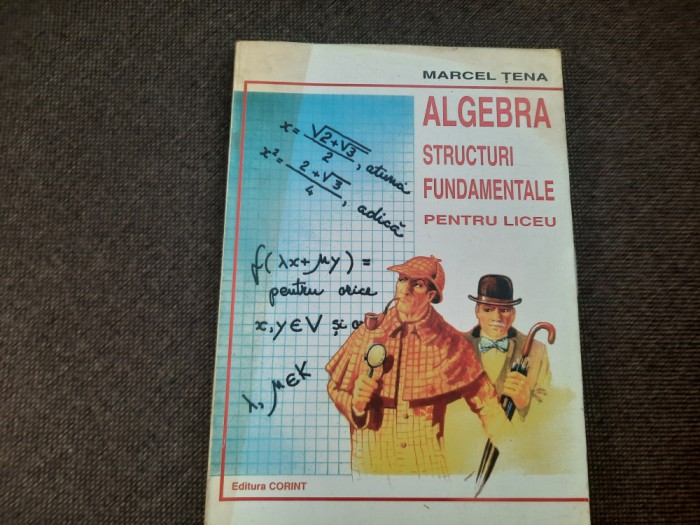 MARCEL ȚENA
ALGEBRA
STRUCTURI
FUNDAMENTALE
PENTRU LICEU
x = √2+√3 / 2 , atunci
x² = 2+√3 / 4 , adică
f(λx+μy) =
pentru orice
x, y ∈ V și
λ, μ ∈ K
Editura CORINT